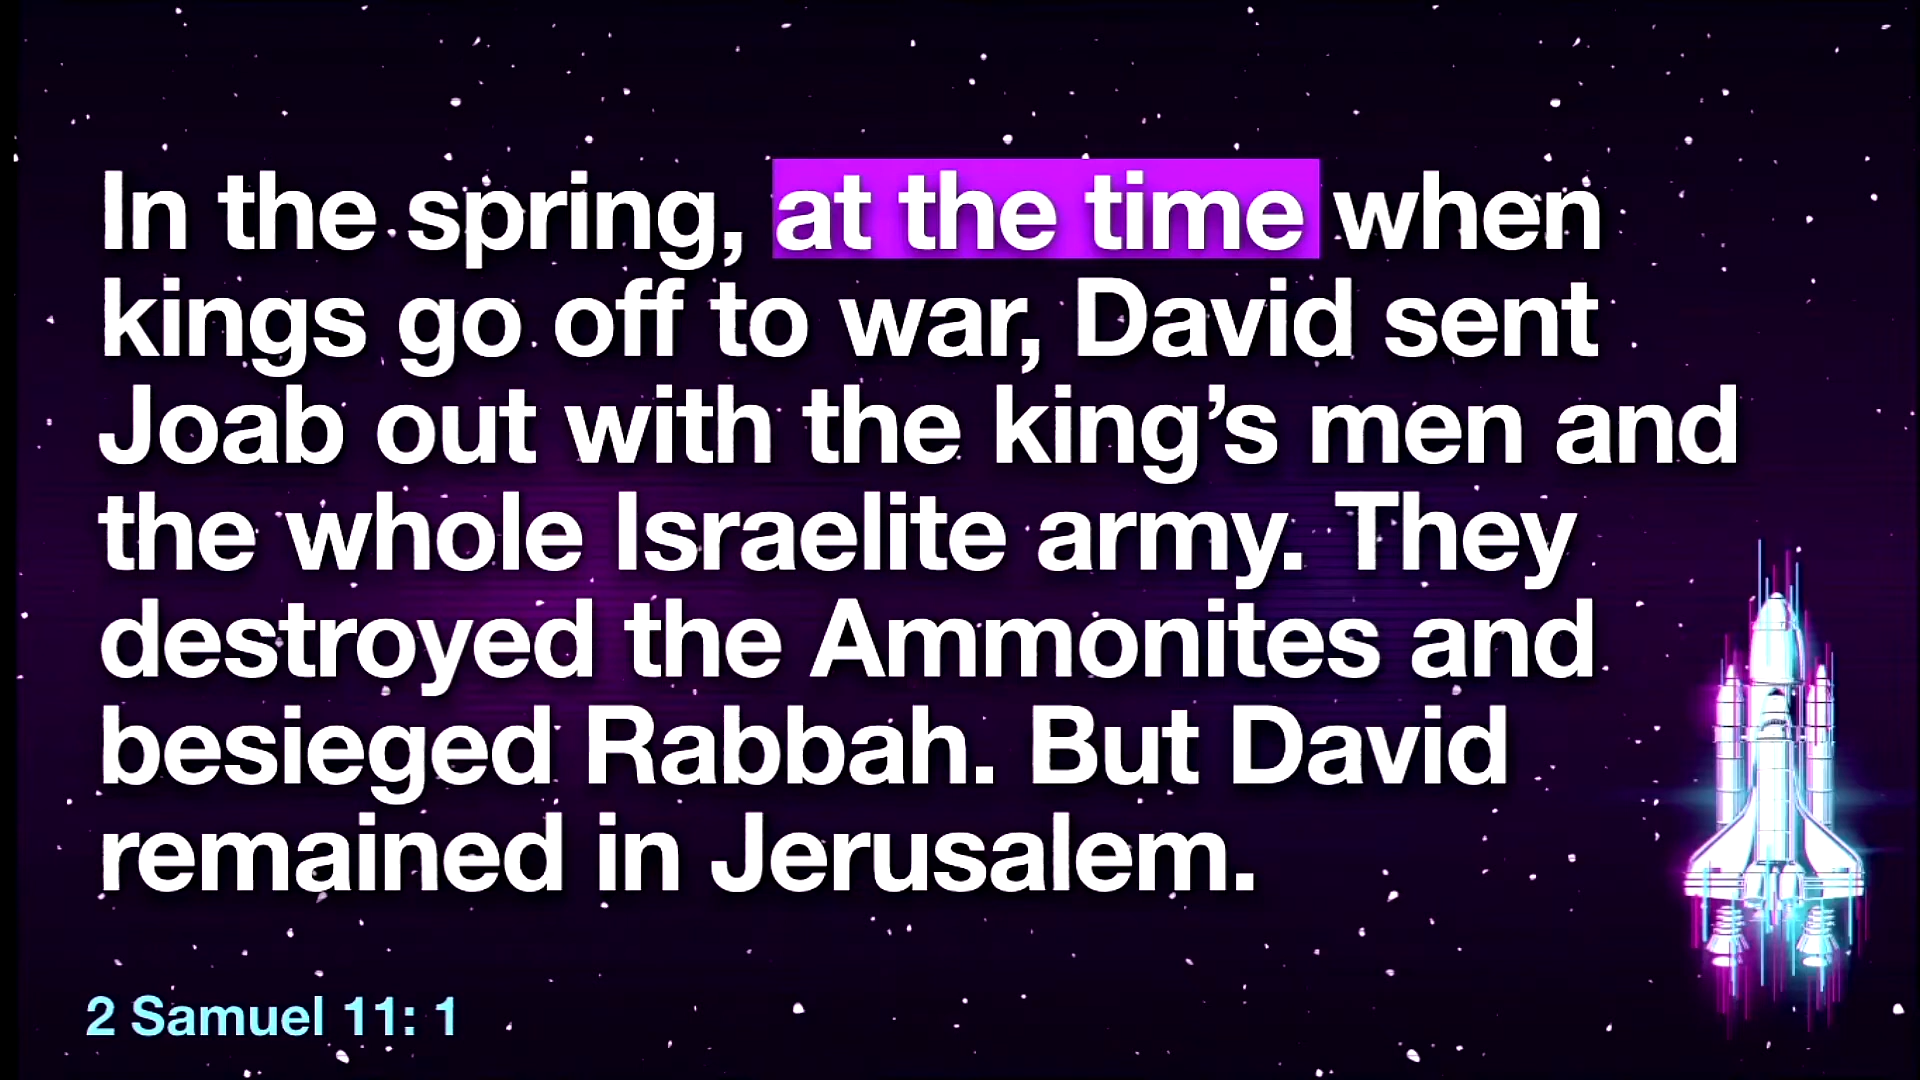 In the spring, at the time when
kings go off to war, David sent
Joab out with the king’s men and
the whole Israelite army. They
destroyed the Ammonites and
besieged Rabbah. But David
remained in Jerusalem.
2 Samuel 11: 1